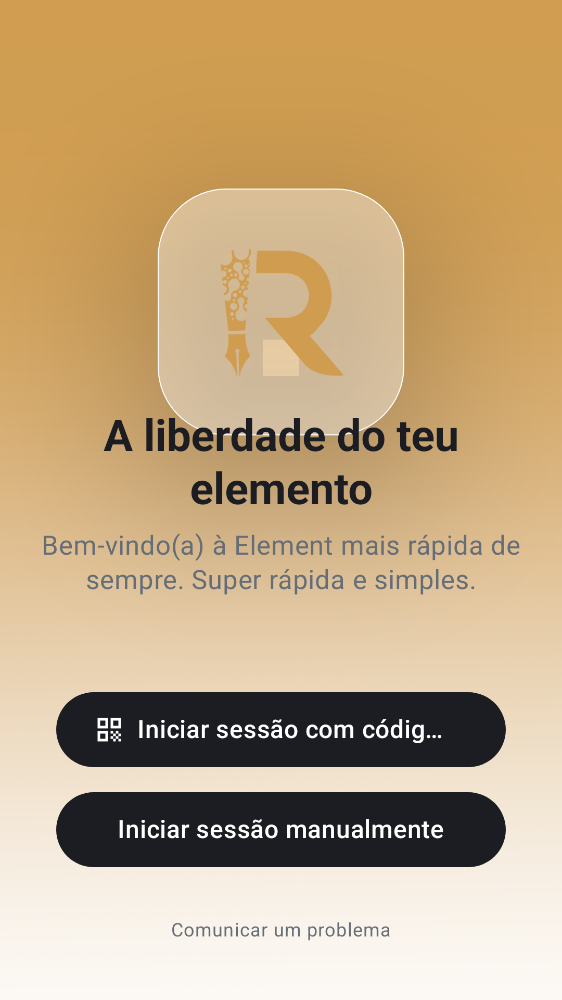 R
A liberdade do teu
elemento
Bem-vindo(a) à Element mais rápida de
sempre. Super rápida e simples.
Iniciar sessão com códig…
Iniciar sessão manualmente
Comunicar um problema